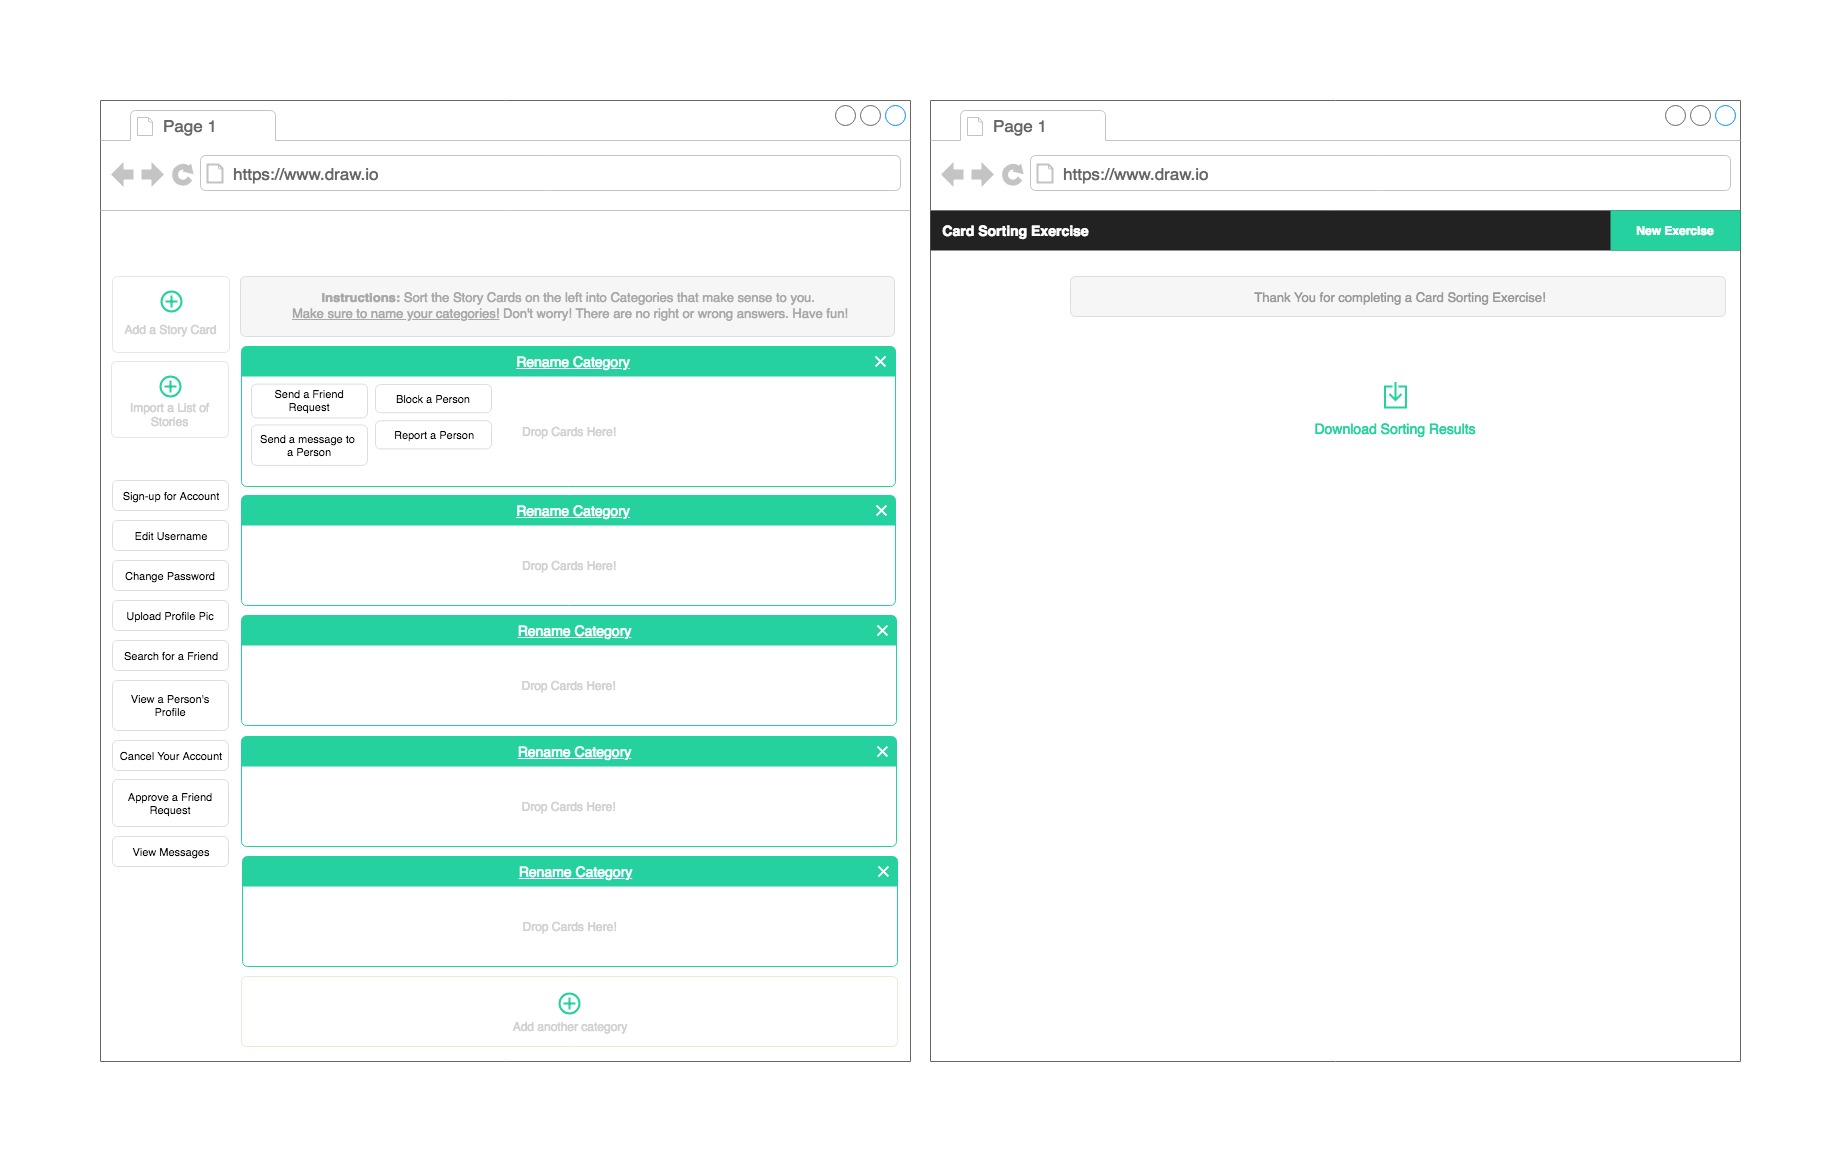 Page 1
https://www.draw.io
Add a Story Card
Import a List of
Stories
Sign-up for Account
Edit Username
Change Password
Upload Profile Pic
Search for a Friend
View a Person's
Profile
Cancel Your Account
Approve a Friend
Request
View Messages
Instructions: Sort the Story Cards on the left into Categories that make sense to you.
Make sure to name your categories! Don't worry! There are no right or wrong answers. Have fun!
Rename Category
Send a Friend
Request
Block a Person
Send a message to
a Person
Report a Person
Drop Cards Here!
Rename Category
Drop Cards Here!
Rename Category
Drop Cards Here!
Rename Category
Drop Cards Here!
Rename Category
Drop Cards Here!
Add another category
Page 1
https://www.draw.io
Card Sorting Exercise
New Exercise
Thank You for completing a Card Sorting Exercise!
Download Sorting Results